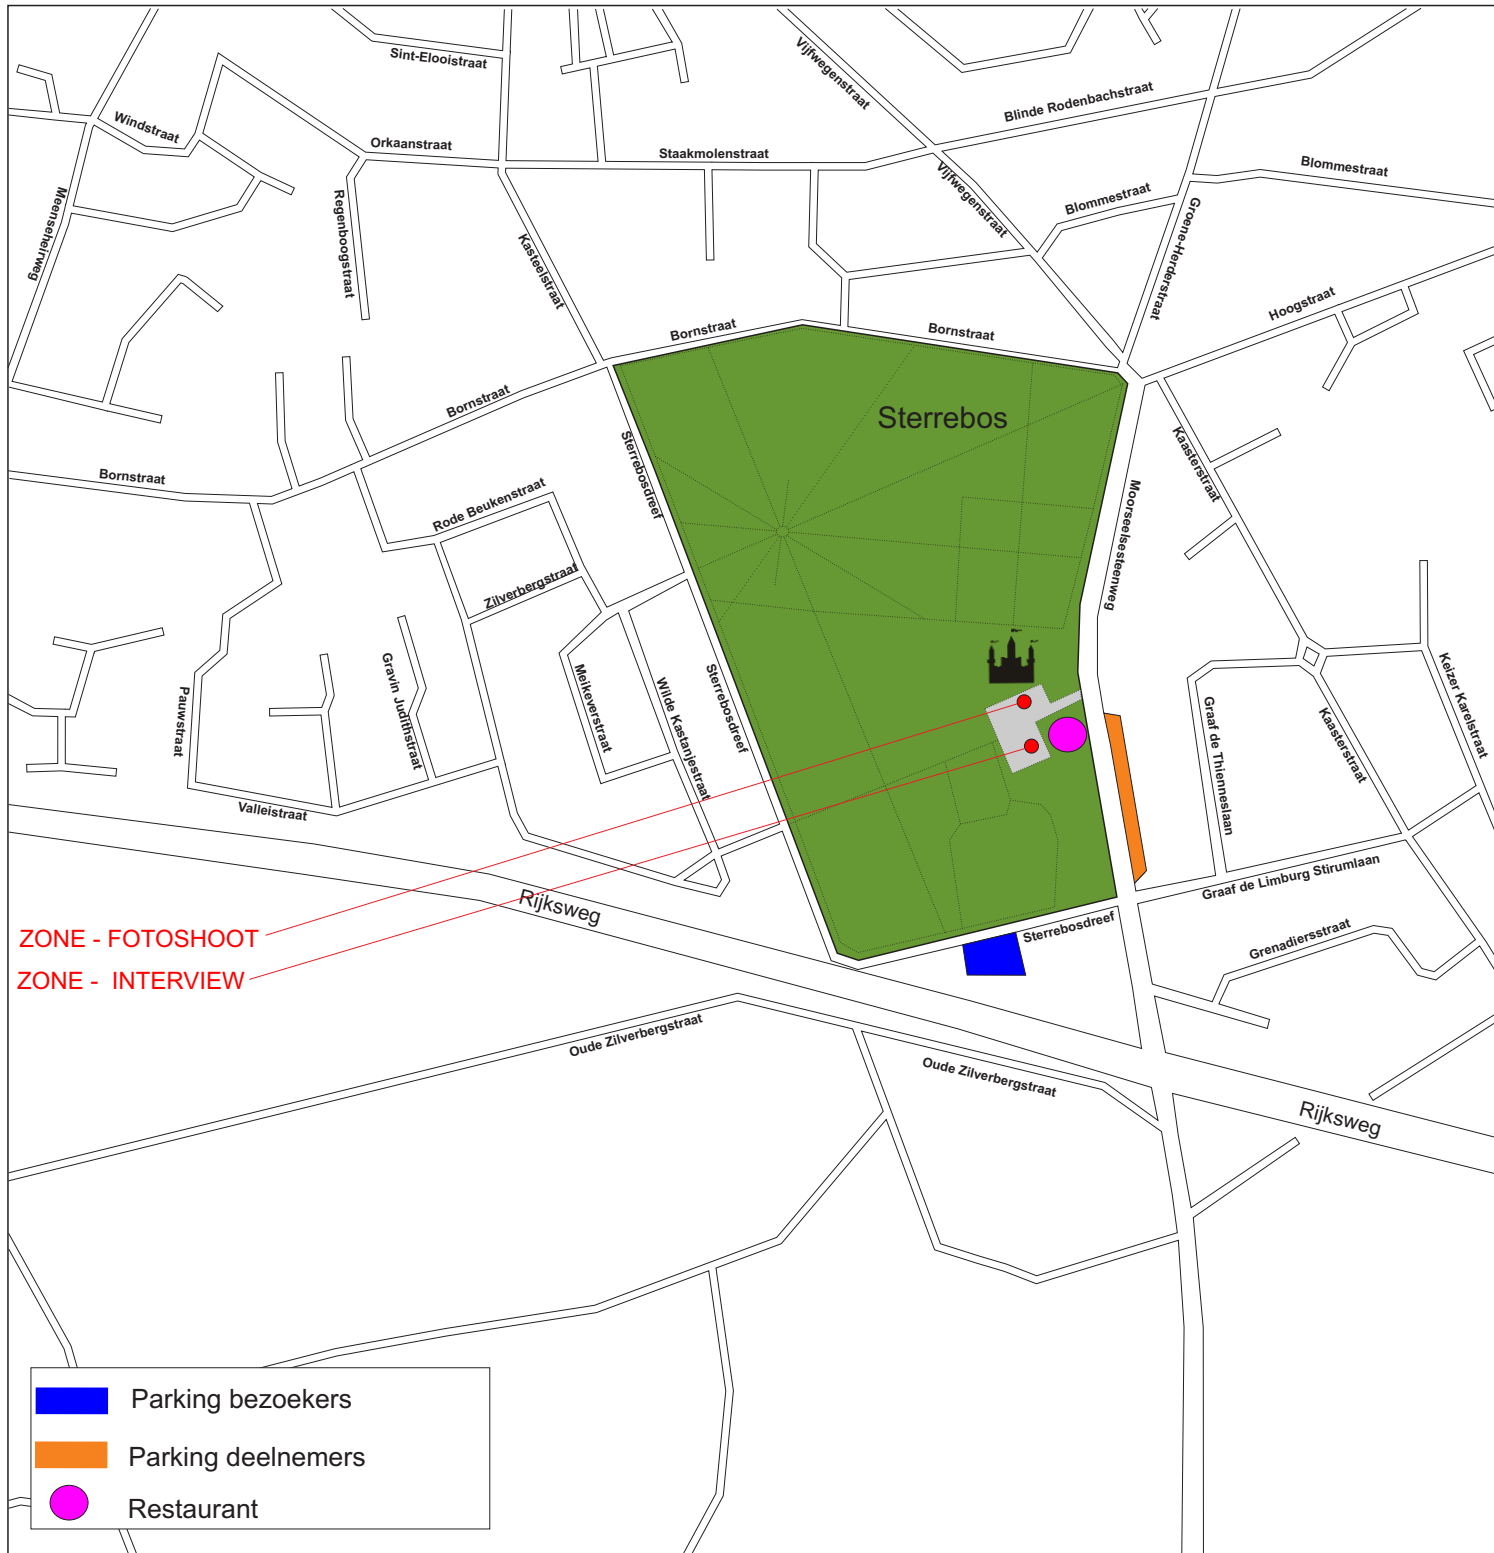 Sint-Elooistraat
Vijfwegenstraat
Blinde Rodenbachstraat
Windstraat
Orkaanstraat
Staakmolenstraat
Vijfwegenstraat
Blommestraat
Blommestraat
Meenseheirweg
Regenboogstraat
Kasteelstraat
Groene-Herderstraat
Hoogstraat
Bornstraat
Bornstraat
Bornstraat
Sterrebos
Bornstraat
Sterrebosdreef
Kaasterstraat
Rode Beukenstraat
Moorseelsesteenweg
Zilverbergstraat
Pauwstraat
Gravin Judithstraat
Meikeverstraat
Wilde Kastanjestraat
Sterrebosdreef
Graaf de Thienneslaan
Kaasterstraat
Keizer Karelstraat
Valleistraat
Graaf de Limburg Stirumlaan
Rijksweg
Sterrebosdreef
Grenadiersstraat
ZONE - FOTOSHOOT
ZONE - INTERVIEW
Oude Zilverbergstraat
Oude Zilverbergstraat
Rijksweg
Parking bezoekers
Parking deelnemers
Restaurant